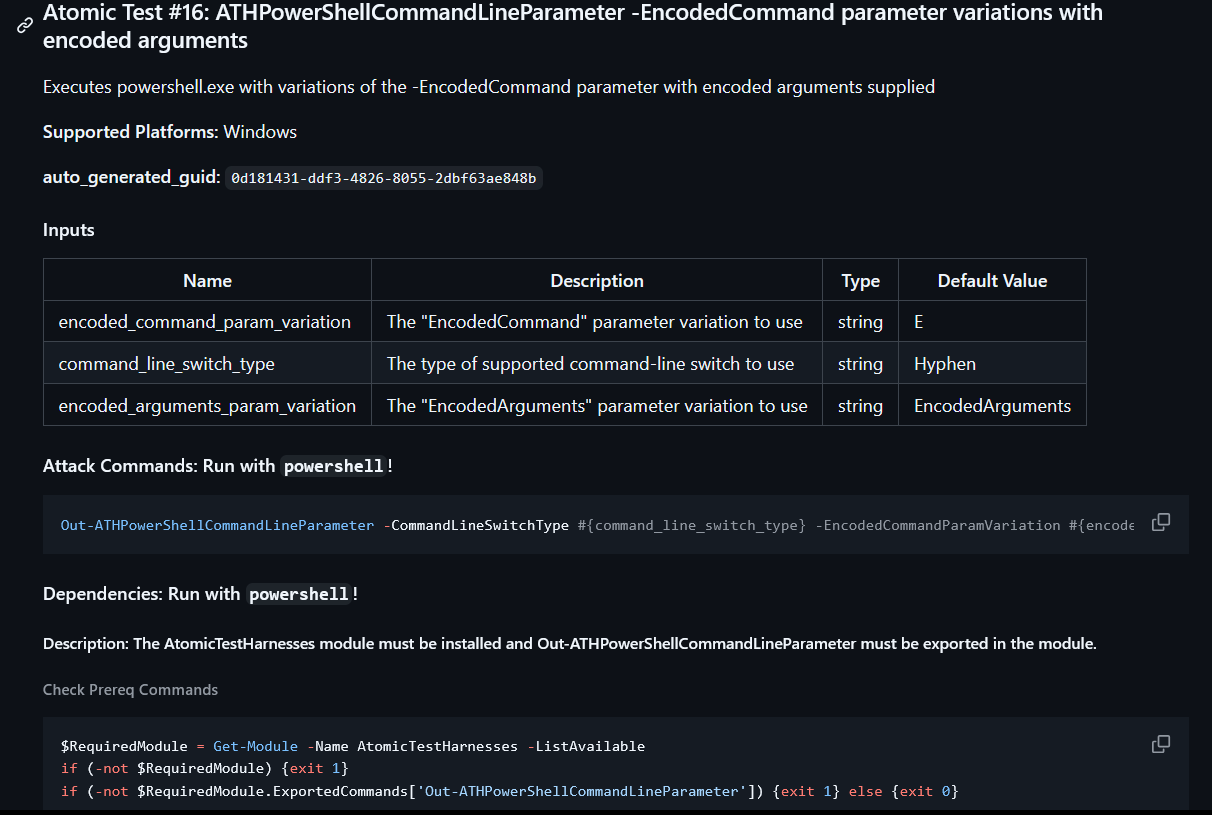 Atomic Test #16: ATHPowerShellCommandLineParameter -EncodedCommand parameter variations with
encoded arguments
Executes powershell.exe with variations of the -EncodedCommand parameter with encoded arguments supplied
Supported Platforms: Windows
auto_generated_guid: 0d181431-ddf3-4826-8055-2dbf63ae848b
Inputs
Name Description Type Default Value
encoded_command_param_variation The "EncodedCommand" parameter variation to use string E
command_line_switch_type The type of supported command-line switch to use string Hyphen
encoded_arguments_param_variation The "EncodedArguments" parameter variation to use string EncodedArguments
Attack Commands: Run with powershell!
Out-ATHPowerShellCommandLineParameter -CommandLineSwitchType #{command_line_switch_type} -EncodedCommandParamVariation #{encode
Dependencies: Run with powershell!
Description: The AtomicTestHarnesses module must be installed and Out-ATHPowerShellCommandLineParameter must be exported in the module.
Check Prereq Commands
$RequiredModule = Get-Module -Name AtomicTestHarnesses -ListAvailable
if (-not $RequiredModule) {exit 1}
if (-not $RequiredModule.ExportedCommands['Out-ATHPowerShellCommandLineParameter']) {exit 1} else {exit 0}